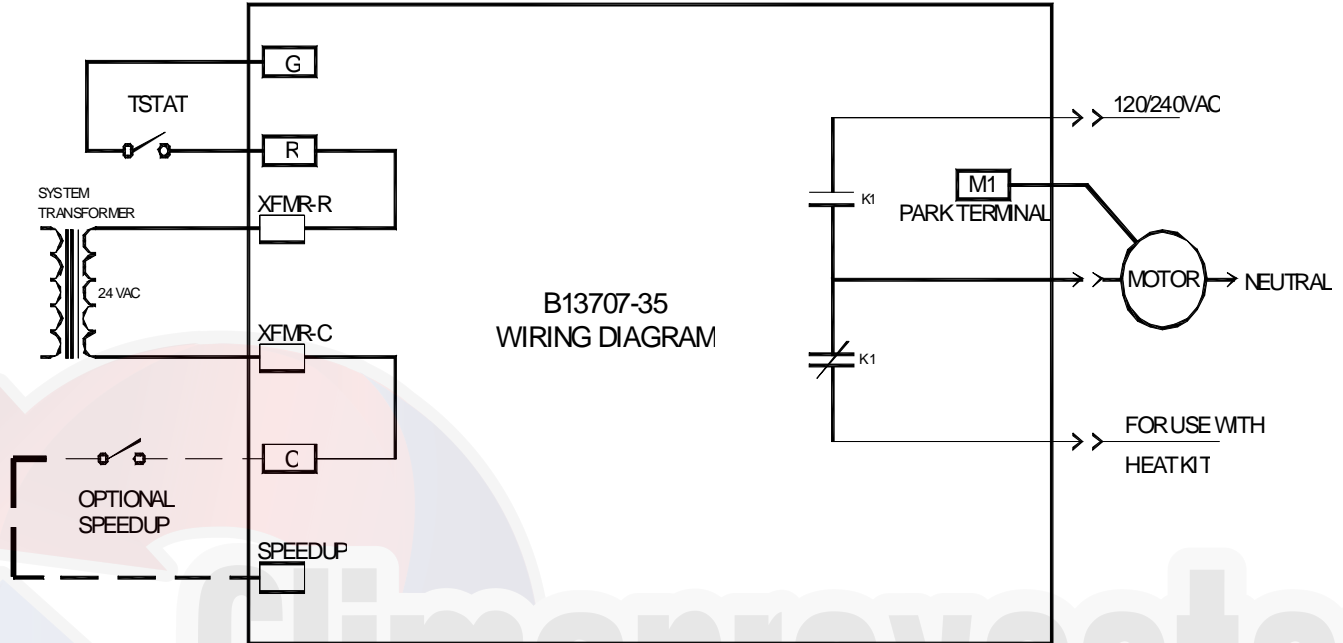 G
TSTAT
R
SYSTEM
TRANSFORMER
XFMR-R
24 VAC
XFMR-C
C
OPTIONAL
SPEEDUP
SPEEDUP
B13707-35
WIRING DIAGRAM
120/240VAC
K1
M1
PARK TERMINAL
MOTOR
NEUTRAL
K1
FOR USE WITH
HEAT KIT
Climaproyects